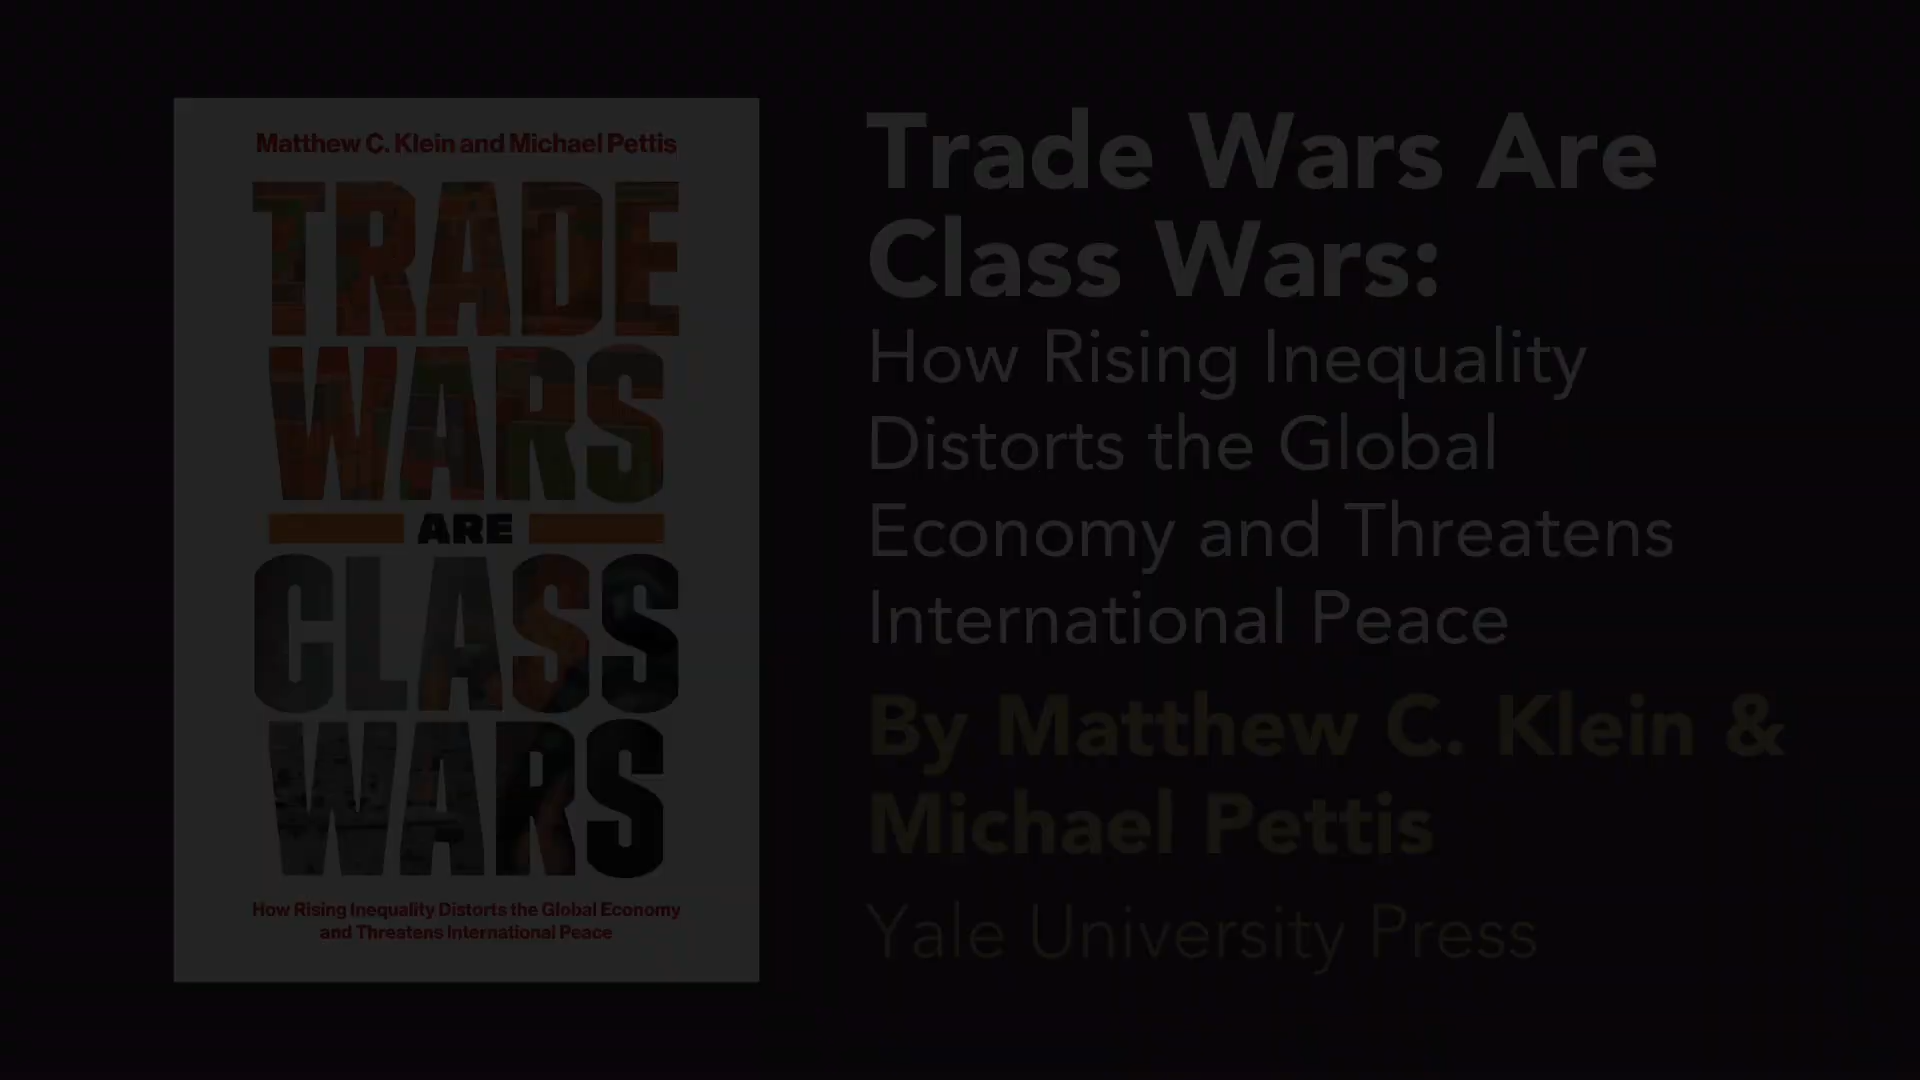 Matthew C. Klein and Michael Pettis
TRADE
WARS
ARE
CLASS
WARS
How Rising Inequality Distorts the Global Economy
and Threatens International Peace
Trade Wars Are
Class Wars:
How Rising Inequality
Distorts the Global
Economy and Threatens
International Peace
By Matthew C. Klein &
Michael Pettis
Yale University Press